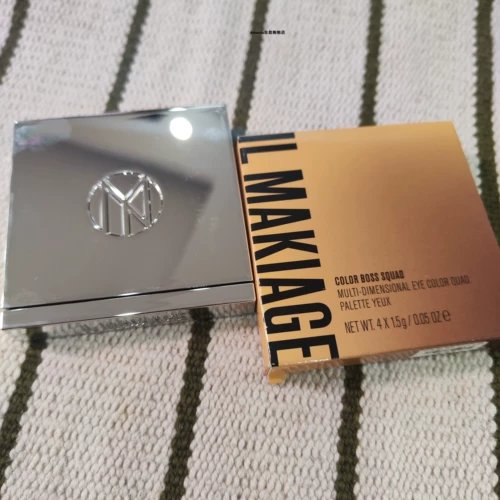 IL MAKIAGE
COLOR BOSS SQUAD
MULTI-DIMENSIONAL EYE COLOR QUAD
PALETTE YEUX
NET WT. 4 X 1.5g / 0.05 OZ ℮